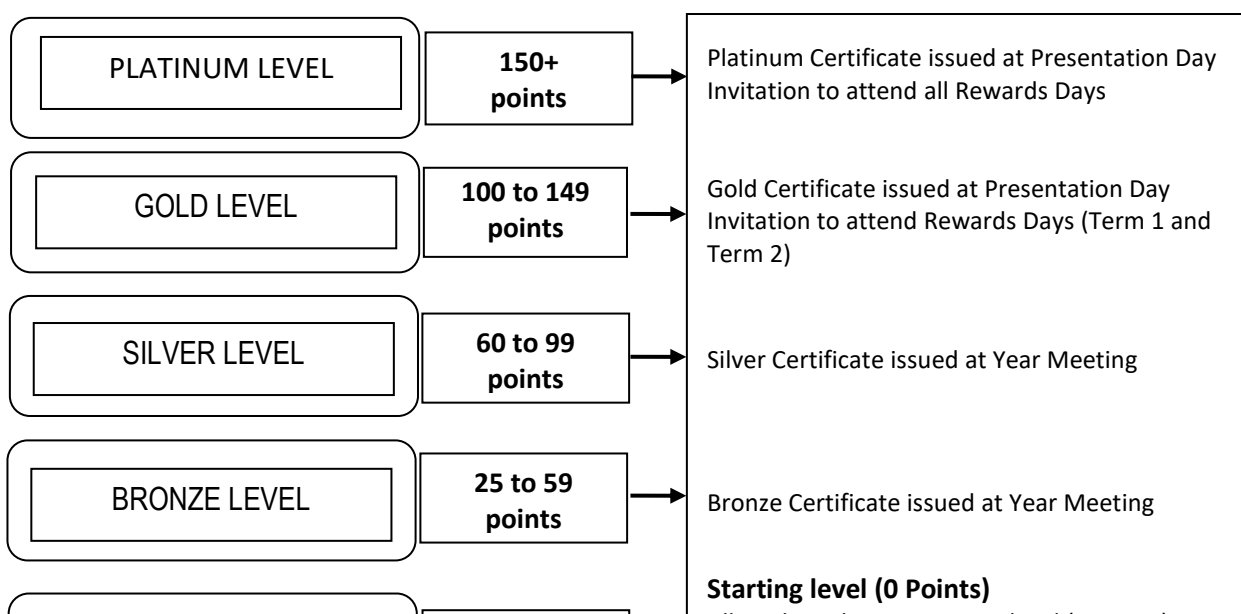 PLATINUM LEVEL
150+
points
Platinum Certificate issued at Presentation Day
Invitation to attend all Rewards Days
GOLD LEVEL
100 to 149
points
Gold Certificate issued at Presentation Day
Invitation to attend Rewards Days (Term 1 and
Term 2)
SILVER LEVEL
60 to 99
points
Silver Certificate issued at Year Meeting
BRONZE LEVEL
25 to 59
points
Bronze Certificate issued at Year Meeting
Starting level (0 Points)